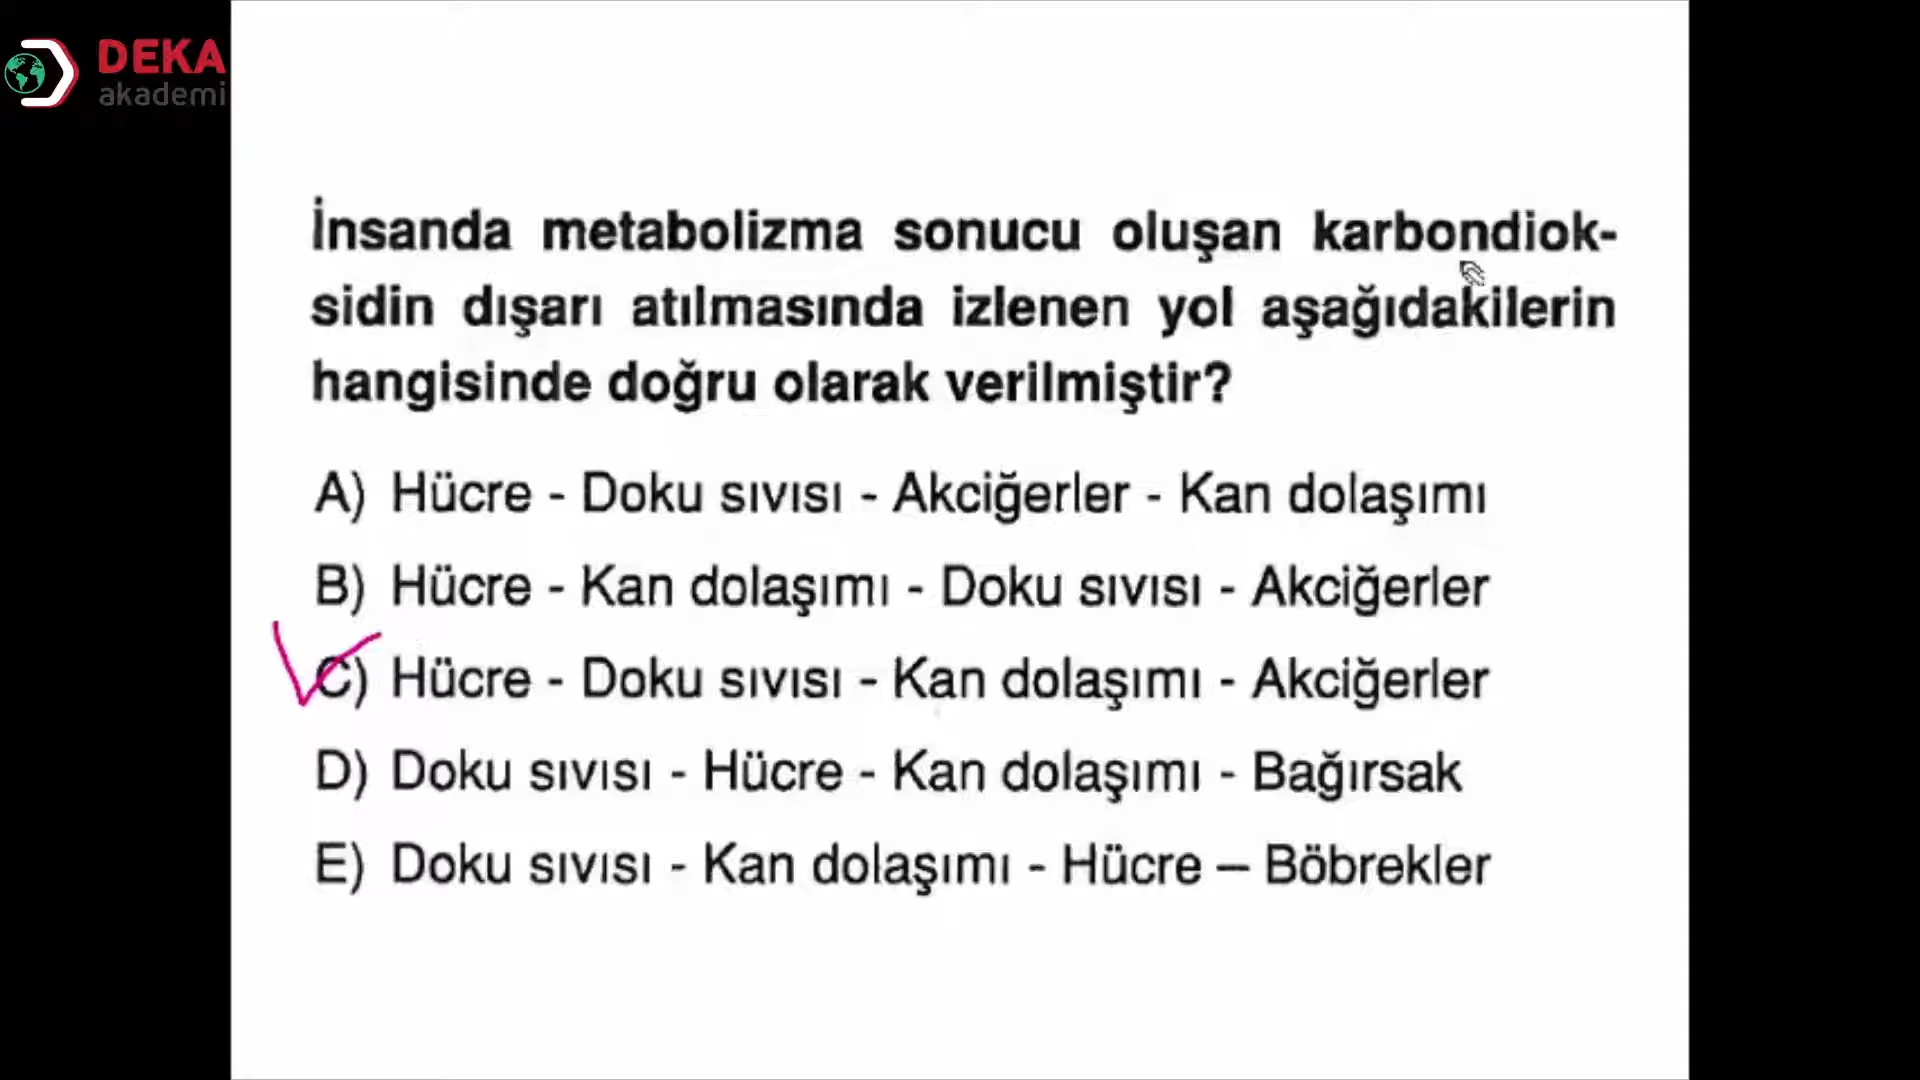 DEKA
akademi
İnsanda metabolizma sonucu oluşan karbondiok-
sidin dışarı atılmasında izlenen yol aşağıdakilerin
hangisinde doğru olarak verilmiştir?
A) Hücre - Doku sıvısı - Akciğerler - Kan dolaşımı
B) Hücre - Kan dolaşımı - Doku sıvısı - Akciğerler
C) Hücre - Doku sıvısı - Kan dolaşımı - Akciğerler
D) Doku sıvısı - Hücre - Kan dolaşımı - Bağırsak
E) Doku sıvısı - Kan dolaşımı - Hücre – Böbrekler